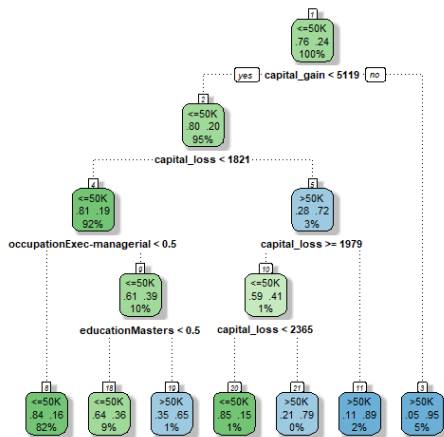 1
<=50K
.76 .24
100%
yes capital_gain < 5119 no
2
<=50K
.80 .20
95%
capital_loss < 1821
4
<=50K
.81 .19
92%
5
>50K
.28 .72
3%
occupationExec-managerial < 0.5
capital_loss >= 1979
9
<=50K
.61 .39
10%
10
<=50K
.59 .41
1%
educationMasters < 0.5
capital_loss < 2365
8
<=50K
.84 .16
82%
18
<=50K
.64 .36
9%
19
>50K
.35 .65
1%
20
<=50K
.85 .15
1%
21
>50K
.21 .79
0%
11
>50K
.11 .89
2%
3
>50K
.05 .95
5%